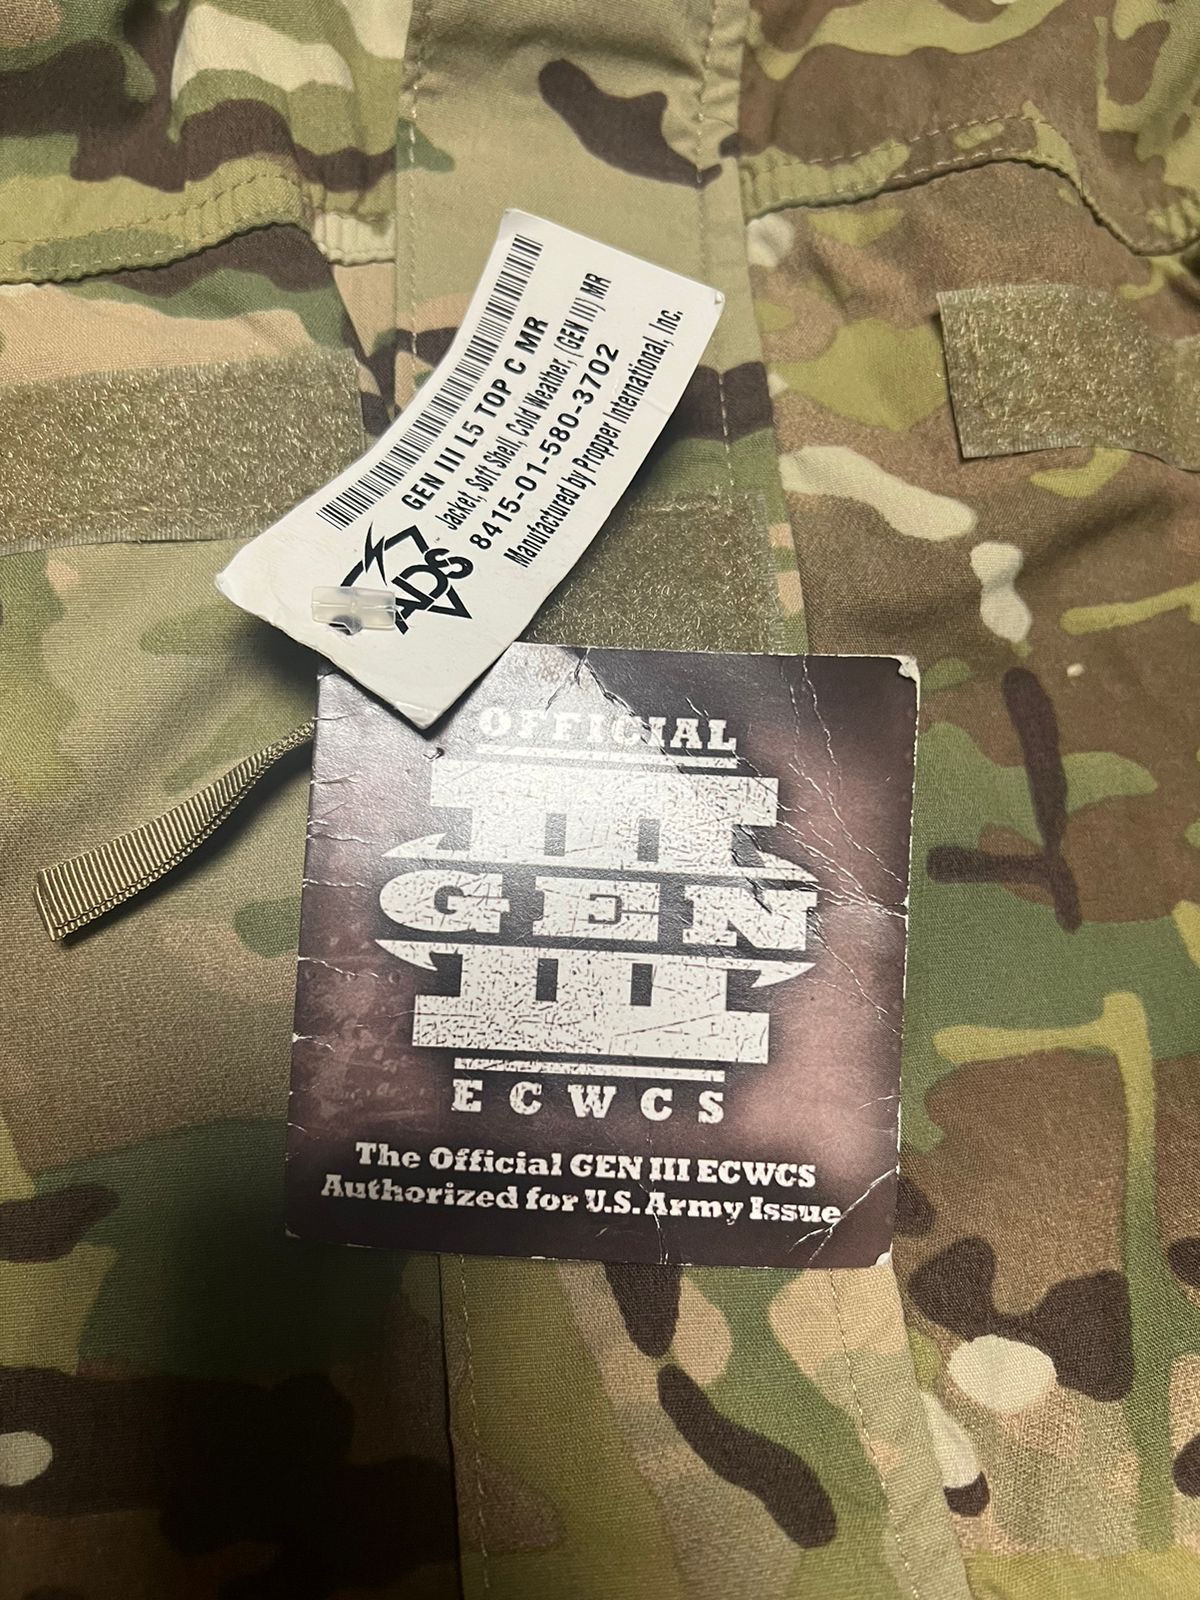 GEN III L5 TOP C MR
Jacket, Soft Shell, Cold Weather, (GEN III) MR
8415-01-580-3702
Manufactured by Propper International, Inc.
ADS
OFFICIAL
III
GEN
III
ECWCS
The Official GEN III ECWCS
Authorized for U.S. Army Issue